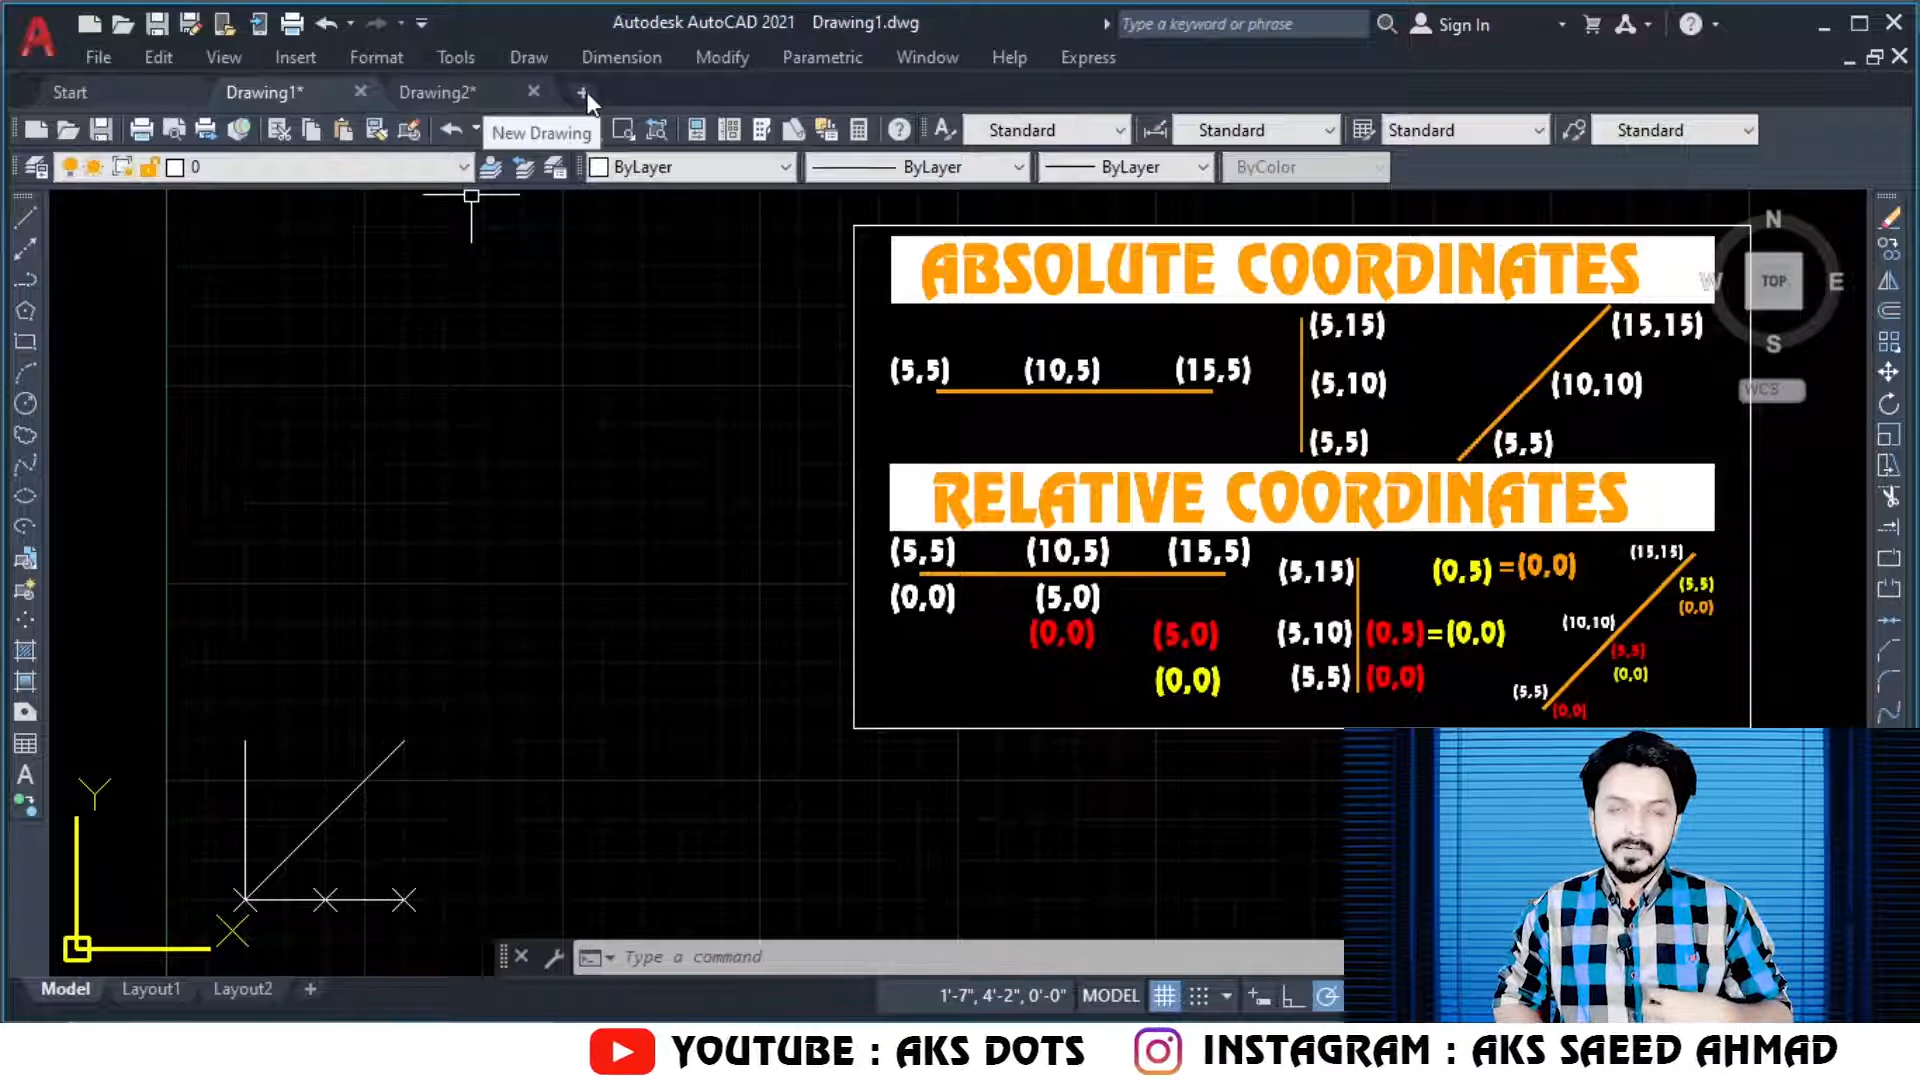 Autodesk AutoCAD 2021 Drawing1.dwg
Type a keyword or phrase
Sign In
File Edit View Insert Format Tools Draw Dimension Modify Parametric Window Help Express
Start Drawing1* Drawing2*
New Drawing
Standard Standard Standard Standard
0 ByLayer ByLayer ByLayer ByColor
ABSOLUTE COORDINATES
(5,5) (10,5) (15,5)
(5,15)
(5,10)
(5,5)
(15,15)
(10,10)
(5,5)
RELATIVE COORDINATES
(5,5) (10,5) (15,5)
(0,0) (5,0)
(0,0) (5,0)
(0,0)
(5,15) (0,5) =(0,0)
(5,10) (0,5)=(0,0)
(5,5) (0,0)
(15,15)
(5,5)
(0,0)
(10,10)
(5,5)
(0,0)
(5,5)
(0,0)
N
W TOP E
S
WCS
Y
X
A
Type a command
Model Layout1 Layout2
1'-7", 4'-2", 0'-0" MODEL
YOUTUBE : AKS DOTS INSTAGRAM : AKS SAEED AHMAD